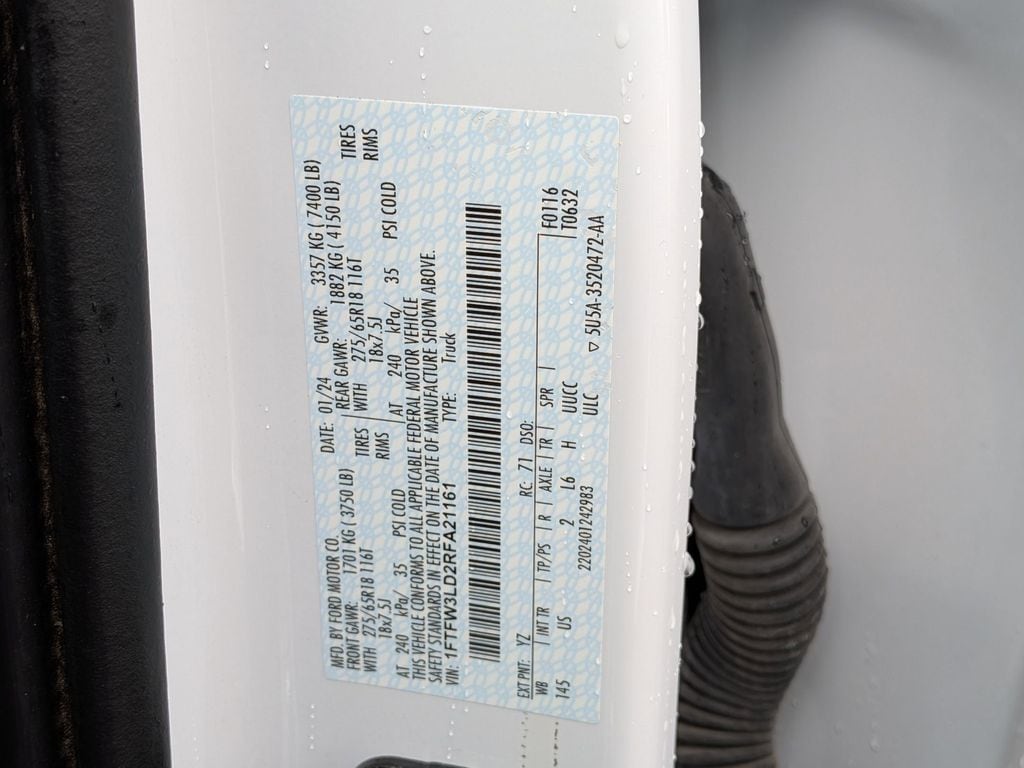 MFD. BY FORD MOTOR CO.
DATE: 01/24 GVWR: 3357 KG ( 7400 LB)
FRONT GAWR: 1701 KG ( 3750 LB) REAR GAWR: 1882 KG ( 4150 LB)
WITH 275/65R18 116T TIRES WITH 275/65R18 116T TIRES
18x7.5J RIMS 18x7.5J RIMS
AT 240 kPa/ 35 PSI COLD AT 240 kPa/ 35 PSI COLD
THIS VEHICLE CONFORMS TO ALL APPLICABLE FEDERAL MOTOR VEHICLE
SAFETY STANDARDS IN EFFECT ON THE DATE OF MANUFACTURE SHOWN ABOVE.
VIN: 1FTFW3LD2RFA21161 TYPE: Truck
EXT PNT: YZ RC: 71 DSO: F0116
WB INT TR TP/PS R AXLE TR SPR T0632
145 US 2 L6 H UUCC
ULC
220240124​2983 ▽ 5U5A-3520472-AA